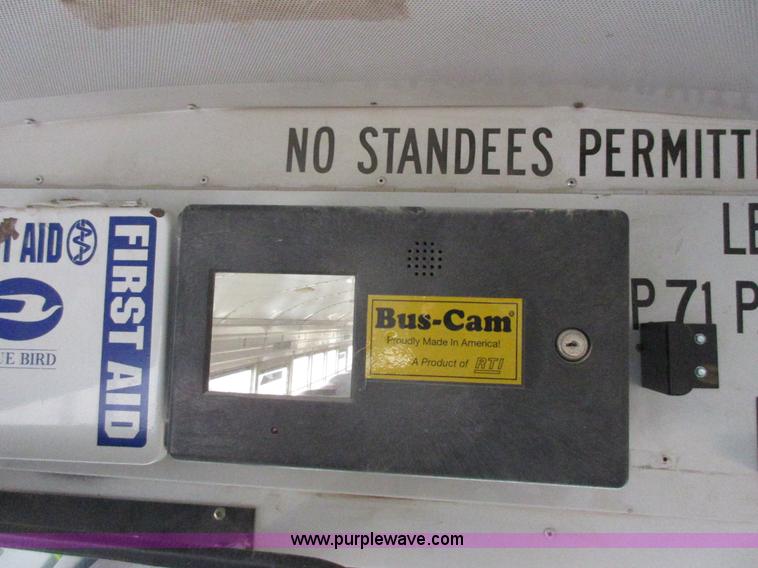 NO STANDEES PERMITT
LE
P 71 P
AID
FIRST AID
UE BIRD
Bus-Cam
Proudly Made In America!
A Product of RTI
www.purplewave.com